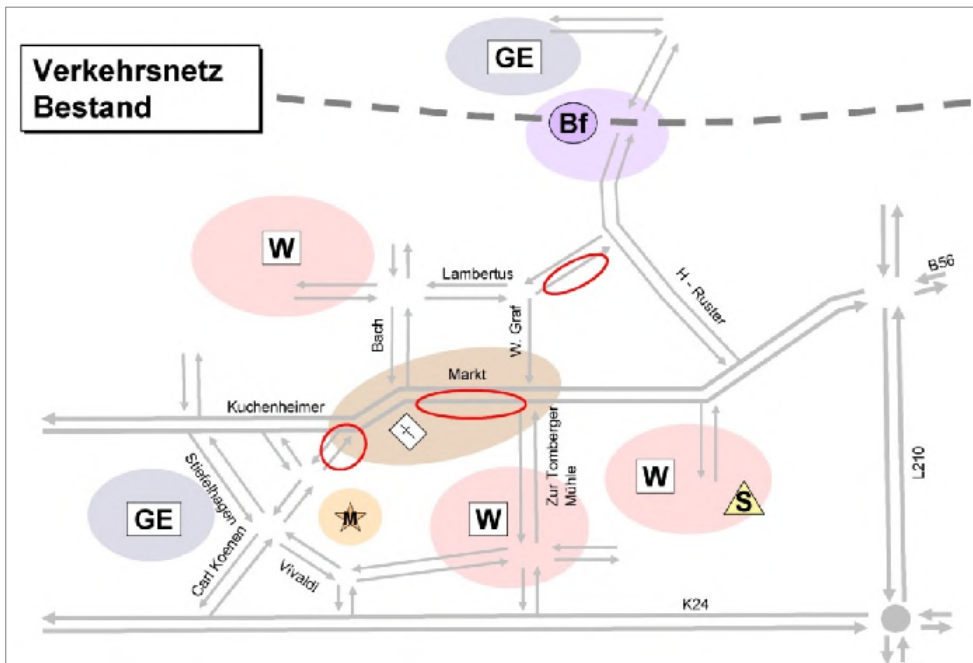 Verkehrsnetz
Bestand
GE
Bf
W
Lambertus
B56
H - Ruster
Bach
W. Graf
Markt
Kuchenheimer
Stiefelhagen
Zur Tomberger
Mühle
L210
W
S
GE
M
W
Carl Koenen
Vivaldi
K24